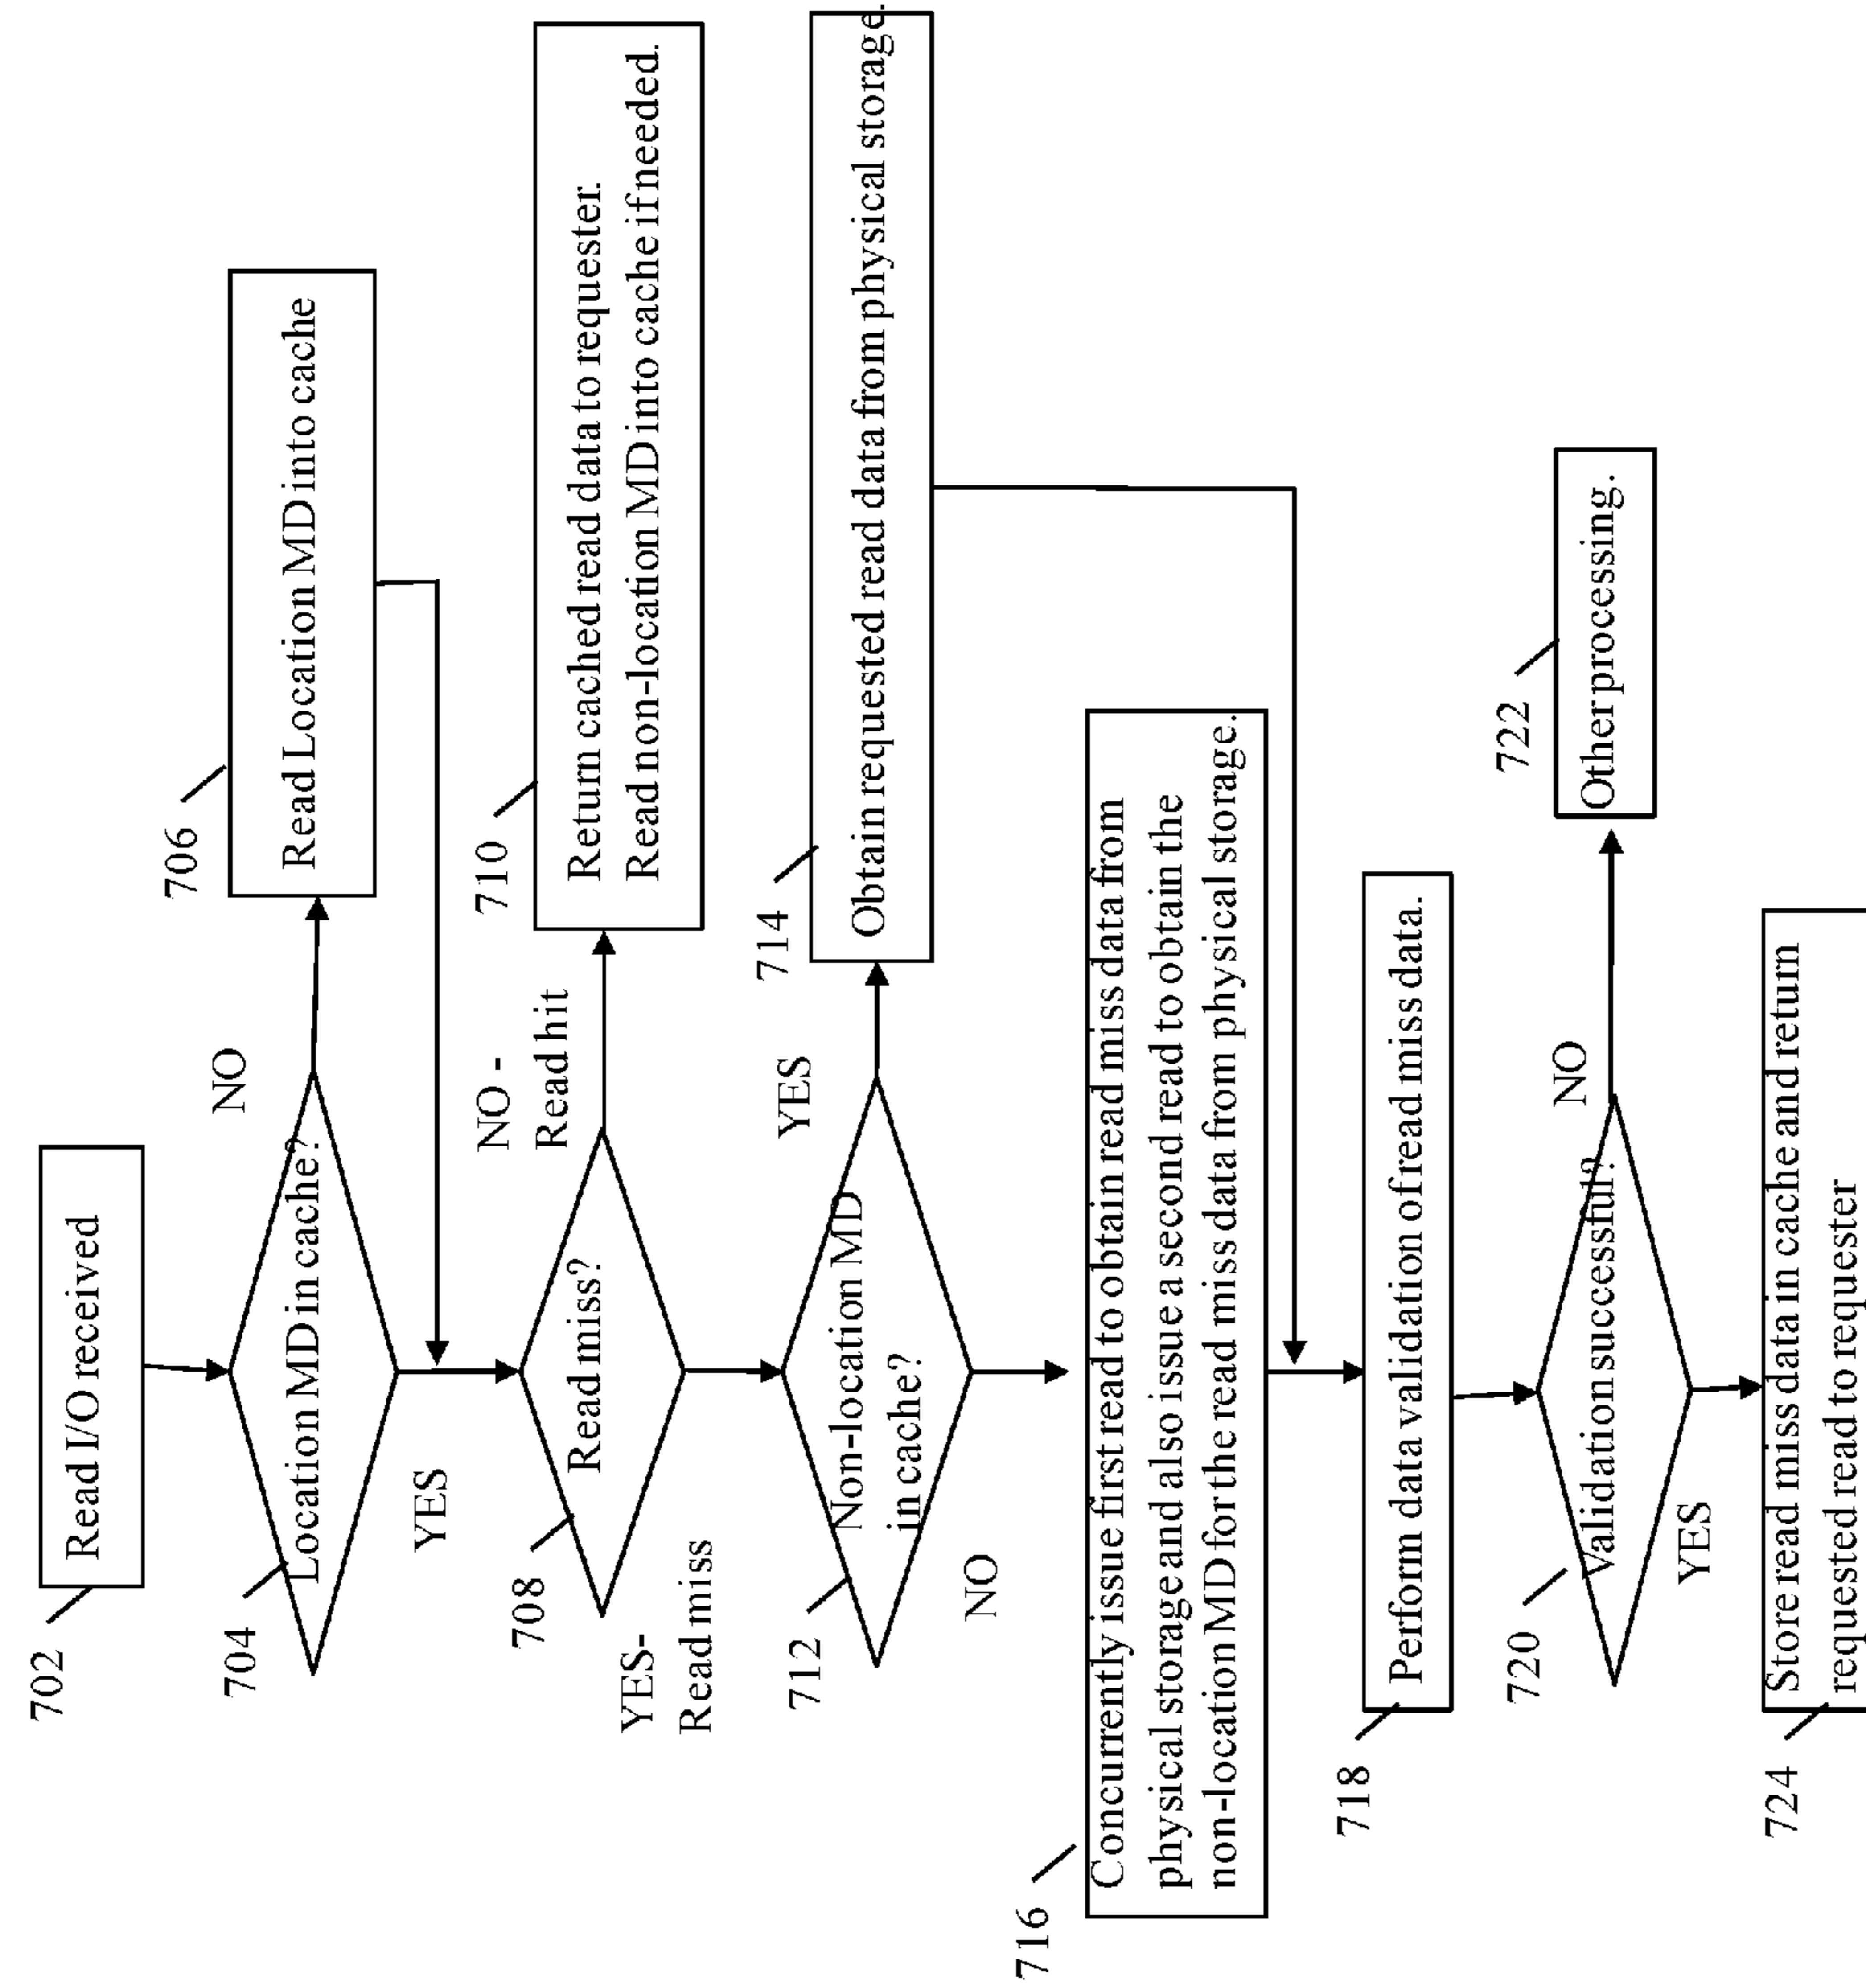 702
Read I/O received
704
Location MD in cache?
NO
706
Read Location MD into cache
YES
708
Read miss?
NO -
Read hit
710
Return cached read data to requester.
Read non-location MD into cache if needed.
YES-
Read miss
712
Non-location MD
in cache?
YES
714
Obtain requested read data from physical storage.
NO
716
Concurrently issue first read to obtain read miss data from
physical storage and also issue a second read to obtain the
non-location MD for the read miss data from physical storage.
718
Perform data validation of read miss data.
720
Validation successful?
NO
722
Other processing.
YES
724
Store read miss data in cache and return
requested read to requester